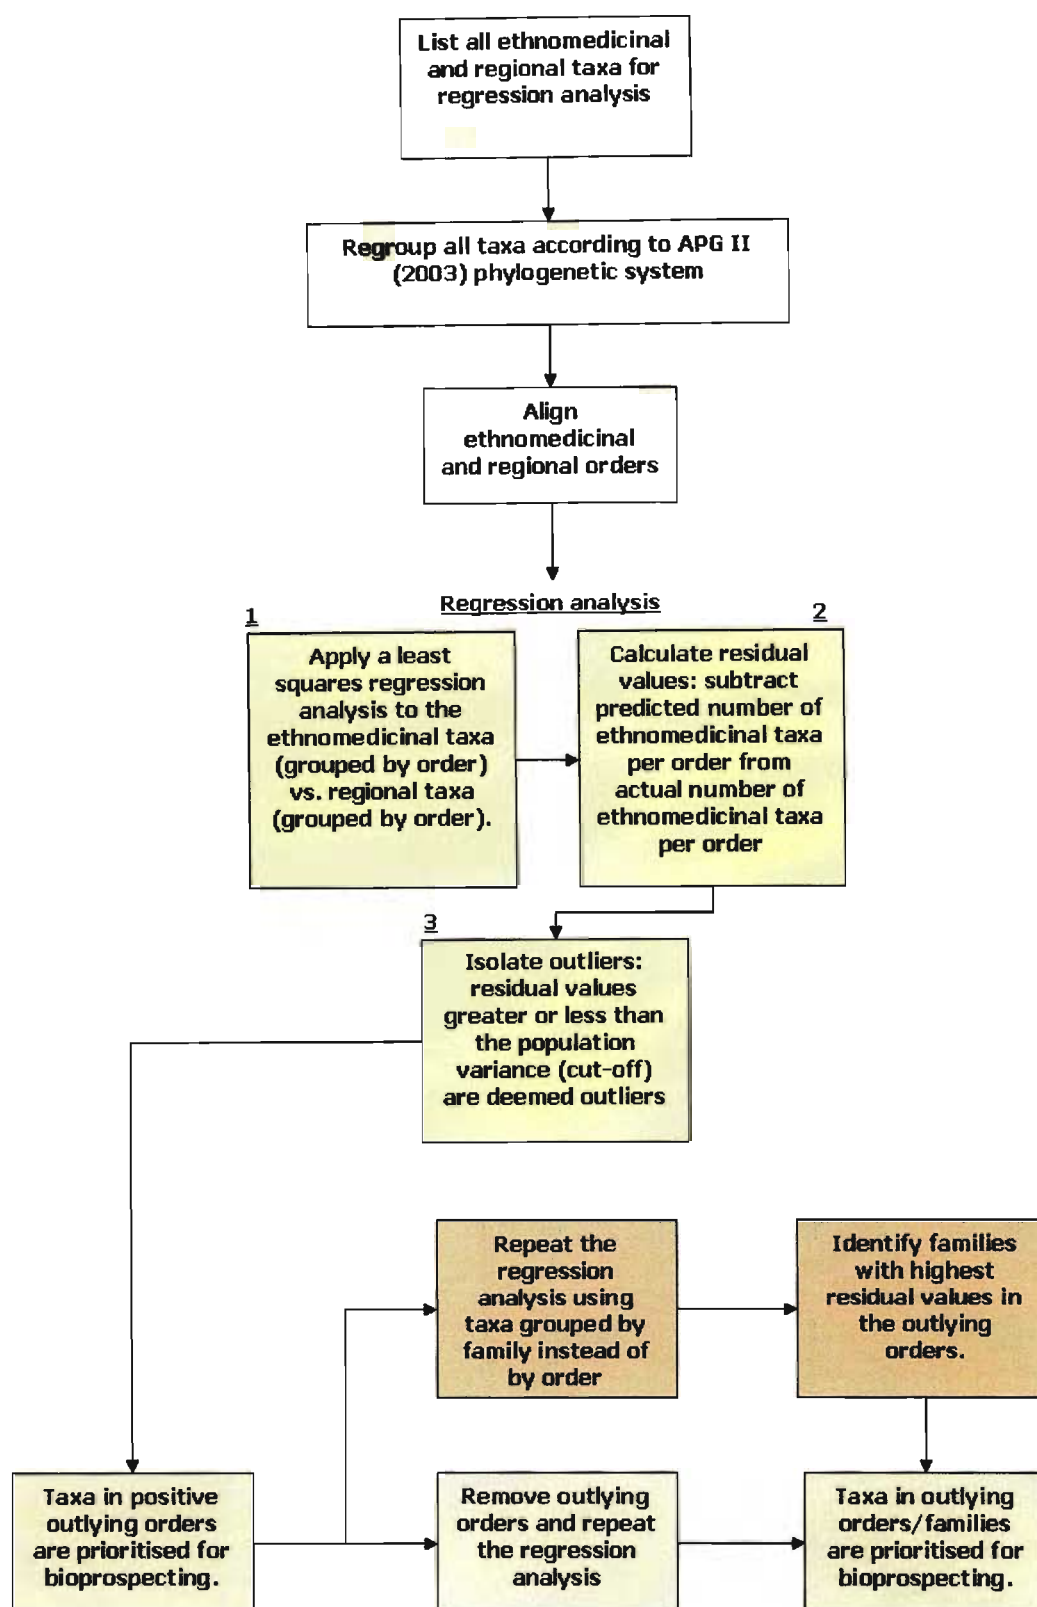 List all ethnomedicinal
and regional taxa for
regression analysis
Regroup all taxa according to APG II
(2003) phylogenetic system
Align
ethnomedicinal
and regional orders
Regression analysis
1
Apply a least
squares regression
analysis to the
ethnomedicinal taxa
(grouped by order)
vs. regional taxa
(grouped by order).
2
Calculate residual
values: subtract
predicted number of
ethnomedicinal taxa
per order from
actual number of
ethnomedicinal taxa
per order
3
Isolate outliers:
residual values
greater or less than
the population
variance (cut-off)
are deemed outliers
Repeat the
regression
analysis using
taxa grouped by
family instead of
by order
Identify families
with highest
residual values in
the outlying
orders.
Taxa in positive
outlying orders
are prioritised for
bioprospecting.
Remove outlying
orders and repeat
the regression
analysis
Taxa in outlying
orders/families
are prioritised for
bioprospecting.